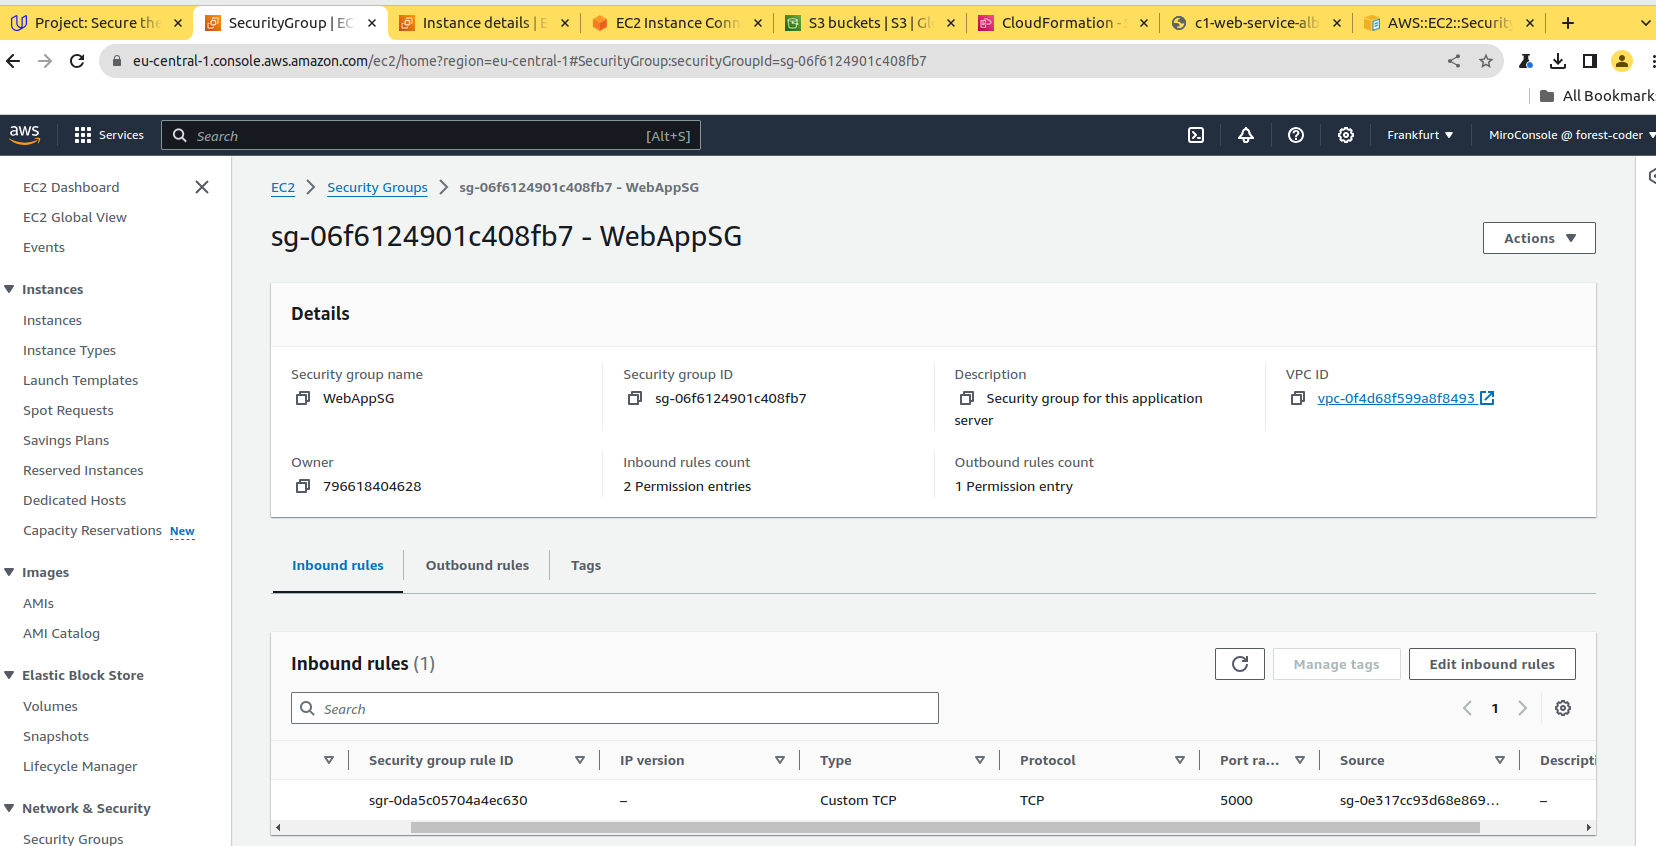 Project: Secure the
SecurityGroup | EC
Instance details | E
EC2 Instance Conn
S3 buckets | S3 | Gl
CloudFormation - S
c1-web-service-alb
AWS::EC2::Security
eu-central-1.console.aws.amazon.com/ec2/home?region=eu-central-1#SecurityGroup:securityGroupId=sg-06f6124901c408fb7
All Bookmarks
aws
Services
Search
[Alt+S]
Frankfurt
MiroConsole @ forest-coder
EC2 Dashboard
EC2 Global View
Events
Instances
Instances
Instance Types
Launch Templates
Spot Requests
Savings Plans
Reserved Instances
Dedicated Hosts
Capacity Reservations New
Images
AMIs
AMI Catalog
Elastic Block Store
Volumes
Snapshots
Lifecycle Manager
Network & Security
Security Groups
EC2 > Security Groups > sg-06f6124901c408fb7 - WebAppSG
sg-06f6124901c408fb7 - WebAppSG
Actions
Details
Security group name
WebAppSG
Security group ID
sg-06f6124901c408fb7
Description
Security group for this application
server
VPC ID
vpc-0f4d68f599a8f8493
Owner
796618404628
Inbound rules count
2 Permission entries
Outbound rules count
1 Permission entry
Inbound rules
Outbound rules
Tags
Inbound rules (1)
Manage tags
Edit inbound rules
Search
1
Security group rule ID
IP version
Type
Protocol
Port ra...
Source
Descripti
sgr-0da5c05704a4ec630
–
Custom TCP
TCP
5000
sg-0e317cc93d68e869...
–